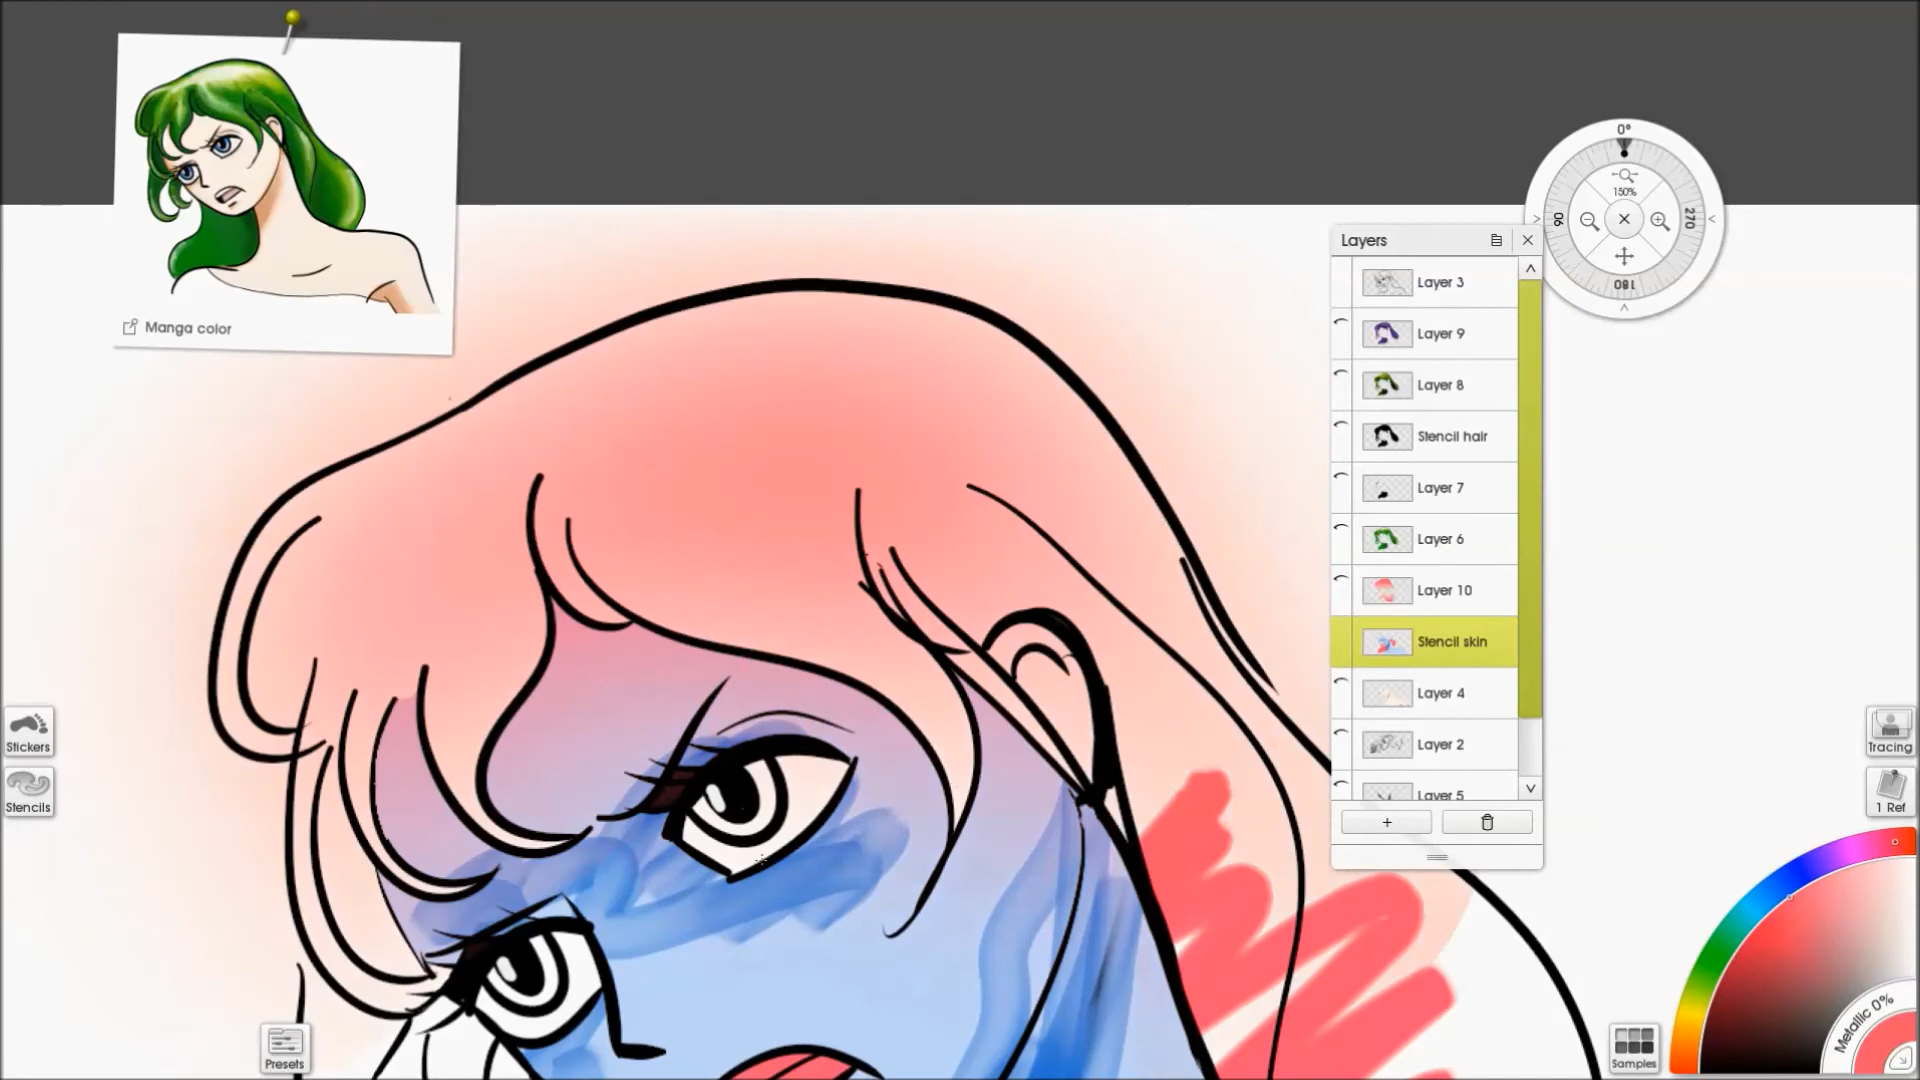 Manga color
Layers
Layer 3
Layer 9
Layer 8
Stencil hair
Layer 7
Layer 6
Layer 10
Stencil skin
Layer 4
Layer 2
Layer 5
0°
150%
90
270
180
Stickers
Stencils
Presets
Tracing
1 Ref
Metallic 0%
Samples